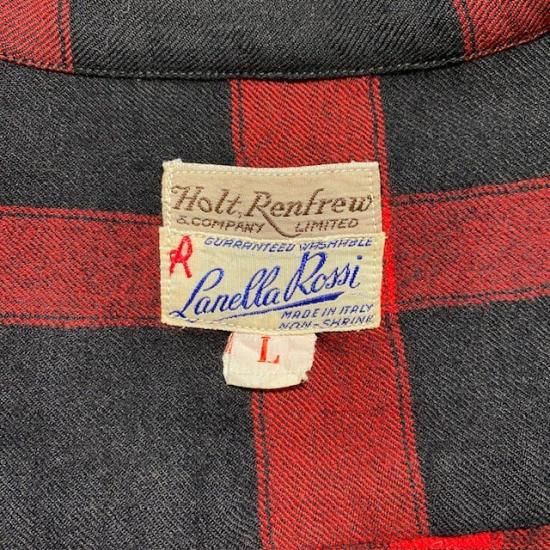 Holt, Renfrew
& COMPANY LIMITED
GUARANTEED WASHABLE
R
Lanella Rossi
MADE IN ITALY
NON-SHRINK
L